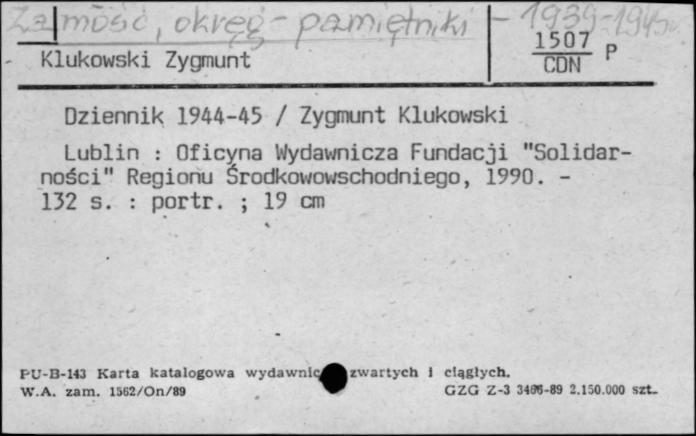 Zamość, okręg - pamiętniki - 1939-1945
1507
CDN P
Klukowski Zygmunt
Dziennik 1944-45 / Zygmunt Klukowski
Lublin : Oficyna Wydawnicza Fundacji "Solidar-
ności" Regionu Środkowowschodniego, 1990. -
132 s. : portr. ; 19 cm
PU-B-143 Karta katalogowa wydawnic zwartych i ciągłych.
W.A. zam. 1562/On/89 GZG Z-3 3466-89 2.150.000 szt.